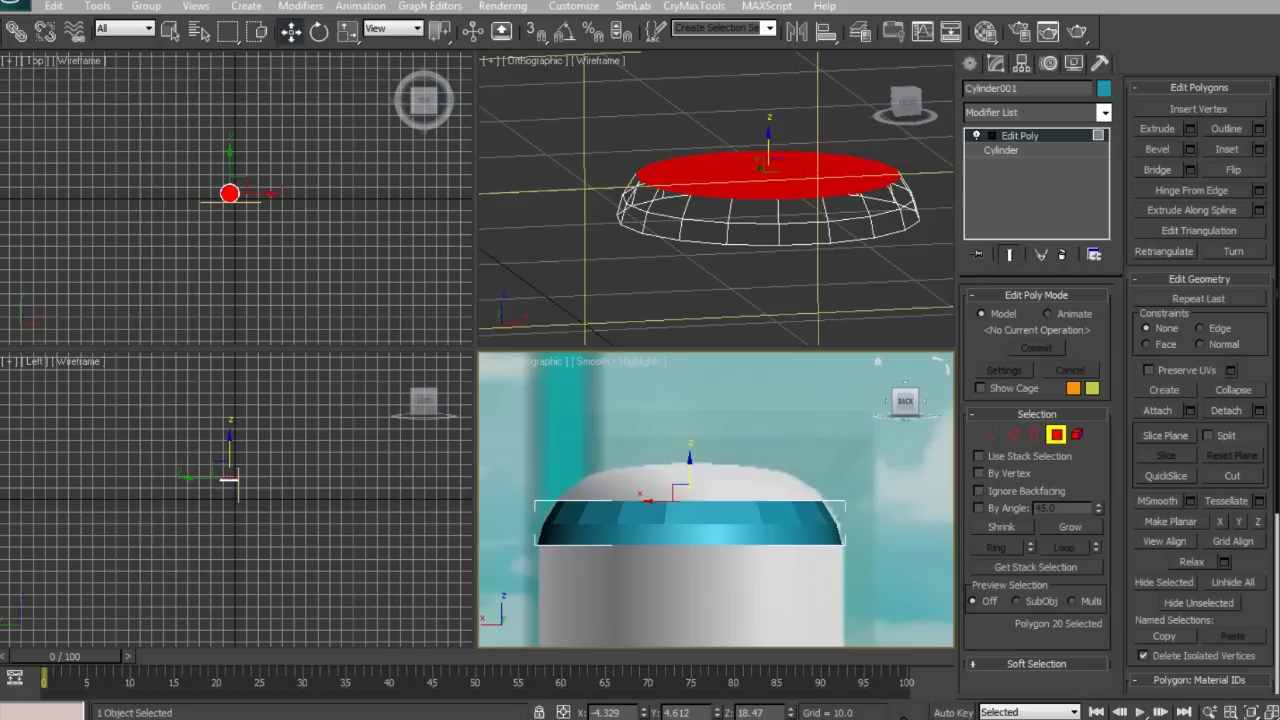 Edit Tools Group Views Create Modifiers Animation Graph Editors Rendering Customize SimLab CryMaxTools MAXScript Help
All
View
3
Create Selection Se
[ + ] [ Top ] [ Wireframe ]
[ + ] [ Orthographic ] [ Wireframe ]
[ + ] [ Left ] [ Wireframe ]
[ Smooth + Highlights ]
BACK
z
y
x
Cylinder001
Modifier List
Edit Poly
Cylinder
Edit Poly Mode
Model Animate
<No Current Operation>
Commit
Settings Cancel
Show Cage
Selection
Use Stack Selection
By Vertex
Ignore Backfacing
By Angle: 45.0
Shrink Grow
Ring Loop
Get Stack Selection
Preview Selection
Off SubObj Multi
Polygon 20 Selected
Soft Selection
Edit Polygons
Insert Vertex
Extrude Outline
Bevel Inset
Bridge Flip
Hinge From Edge
Extrude Along Spline
Edit Triangulation
Retriangulate Turn
Edit Geometry
Repeat Last
Constraints
None Edge
Face Normal
Preserve UVs
Create Collapse
Attach Detach
Slice Plane Split
Slice Reset Plane
QuickSlice Cut
MSmooth Tessellate
Make Planar X Y Z
View Align Grid Align
Relax
Hide Selected Unhide All
Hide Unselected
Named Selections:
Copy Paste
Delete Isolated Vertices
Polygon: Material IDs
< 0 / 100 >
0 5 10 15 20 25 30 35 40 45 50 55 60 65 70 75 80 85 90 95 100
1 Object Selected X: -4.329 Y: 4.612 Z: 18.47 Grid = 10.0 Auto Key Selected